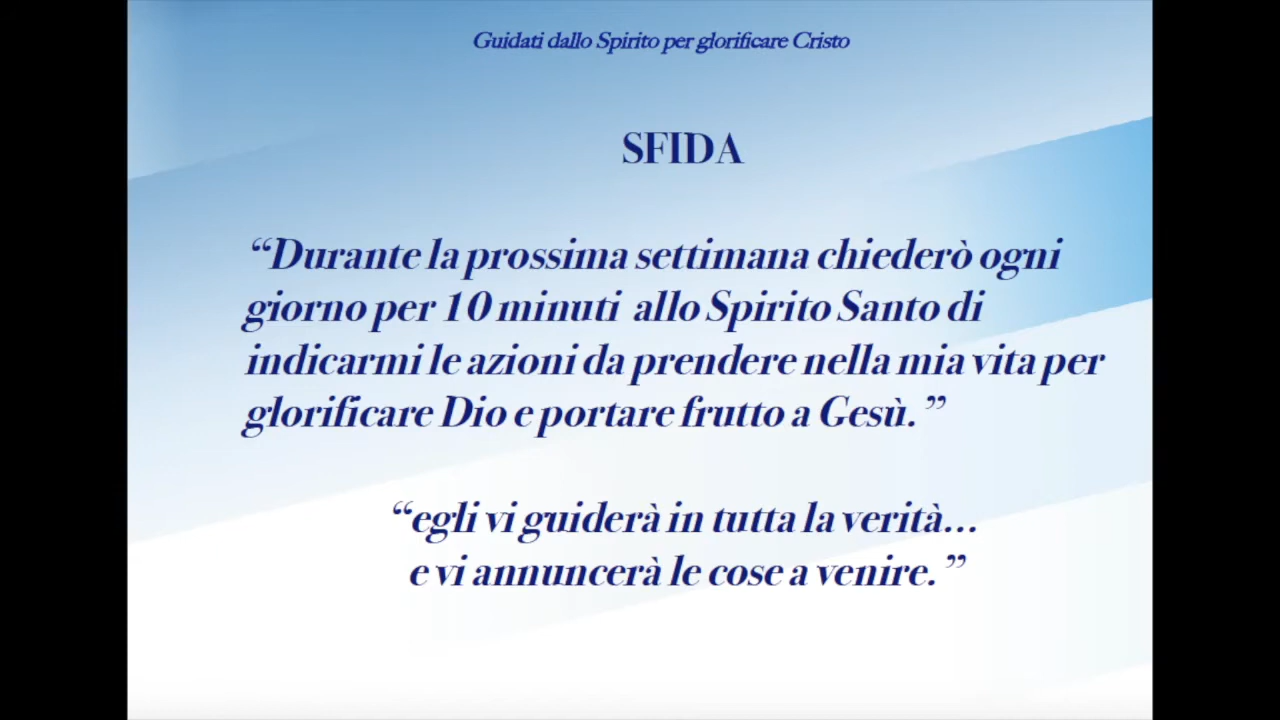 Guidati dallo Spirito per glorificare Cristo
SFIDA
“Durante la prossima settimana chiederò ogni
giorno per 10 minuti allo Spirito Santo di
indicarmi le azioni da prendere nella mia vita per
glorificare Dio e portare frutto a Gesù.”
“egli vi guiderà in tutta la verità...
e vi annuncerà le cose a venire.”